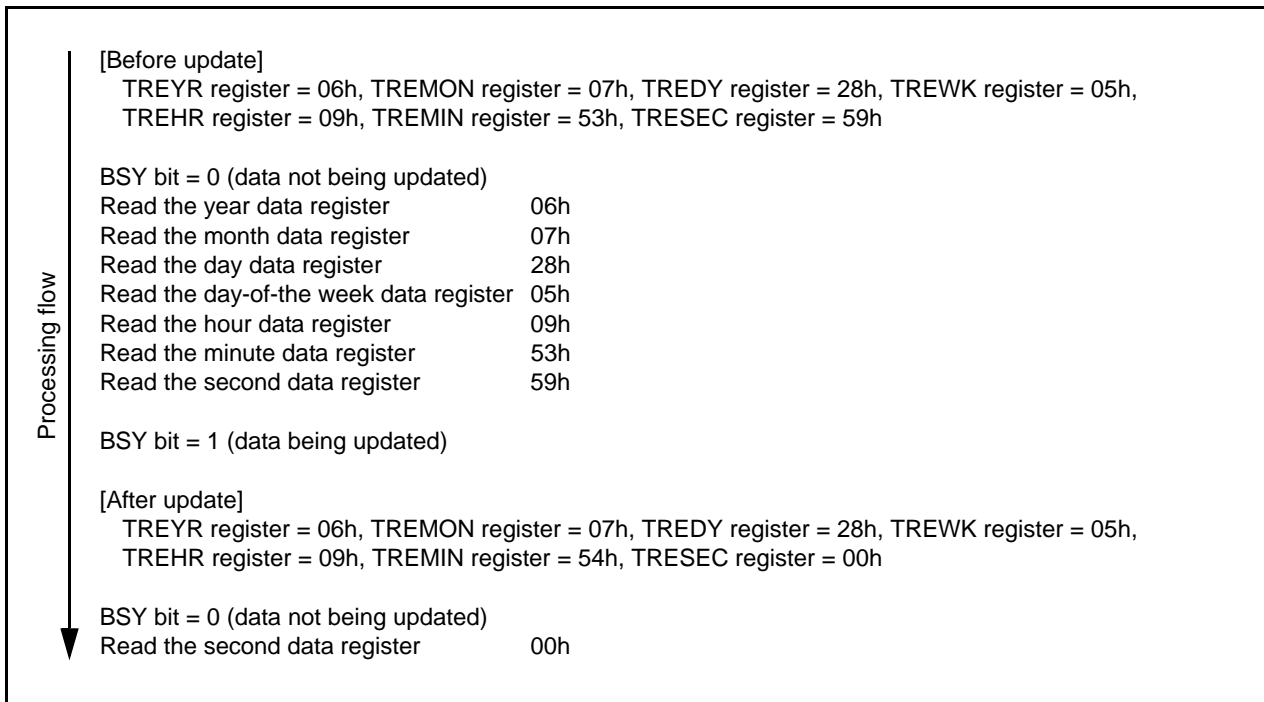 [Before update]
TREYR register = 06h, TREMON register = 07h, TREDY register = 28h, TREWK register = 05h,
TREHR register = 09h, TREMIN register = 53h, TRESEC register = 59h
BSY bit = 0 (data not being updated)
Read the year data register 06h
Read the month data register 07h
Read the day data register 28h
Read the day-of-the week data register 05h
Read the hour data register 09h
Read the minute data register 53h
Read the second data register 59h
BSY bit = 1 (data being updated)
[After update]
TREYR register = 06h, TREMON register = 07h, TREDY register = 28h, TREWK register = 05h,
TREHR register = 09h, TREMIN register = 54h, TRESEC register = 00h
BSY bit = 0 (data not being updated)
Read the second data register 00h
Processing flow